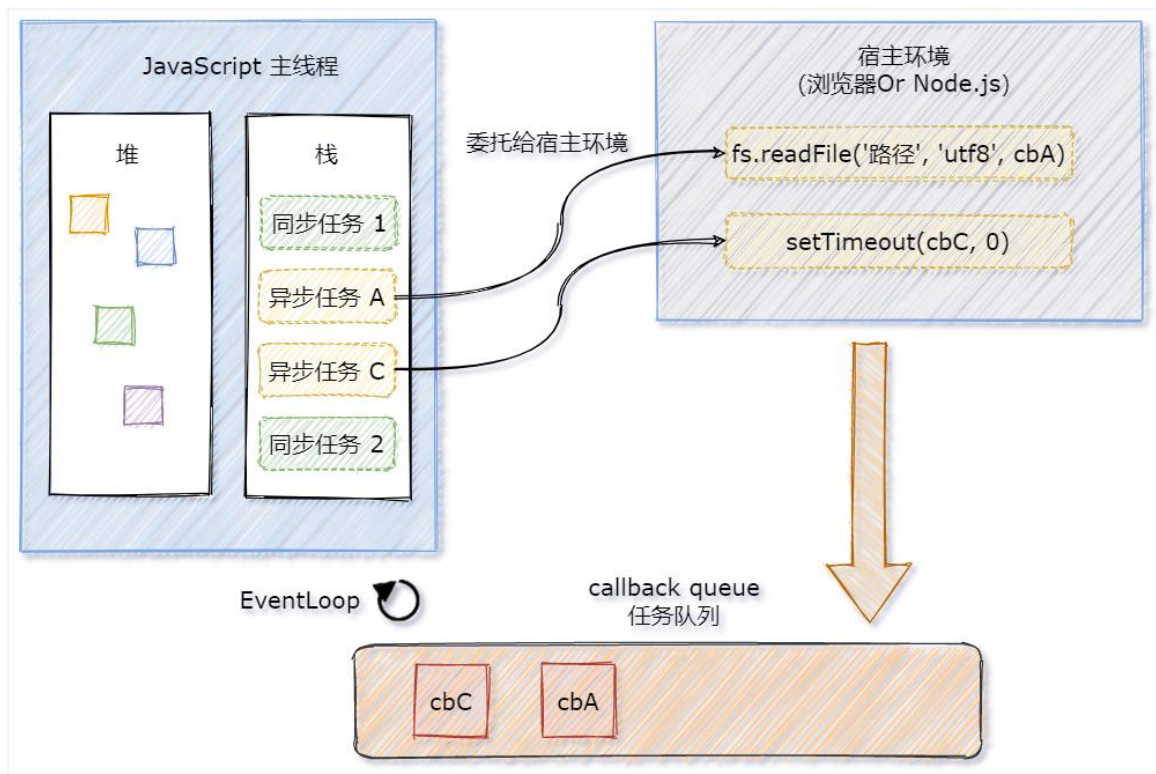 JavaScript 主线程
堆
栈
同步任务 1
异步任务 A
异步任务 C
同步任务 2
委托给宿主环境
宿主环境
(浏览器Or Node.js)
fs.readFile('路径', 'utf8', cbA)
setTimeout(cbC, 0)
EventLoop
callback queue
任务队列
cbC
cbA